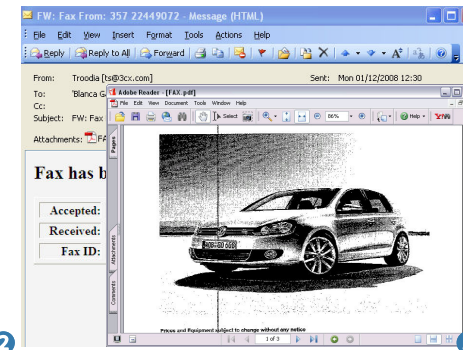 FW: Fax From: 357 22449072 - Message (HTML)
File Edit View Insert Format Tools Actions Help
Reply Reply to All Forward
From: Troodia [ts@3cx.com] Sent: Mon 01/12/2008 12:30
To: 'Blanca G
Cc:
Subject: FW: Fax
Attachments: FA
Adobe Reader - [FAX.pdf]
File Edit View Document Tools Window Help
Select 86% Help
Pages
Attachments
Comments
Fax has b
Accepted:
Received:
Fax ID:
Prices and Equipment subject to change without any notice
1 of 3
2